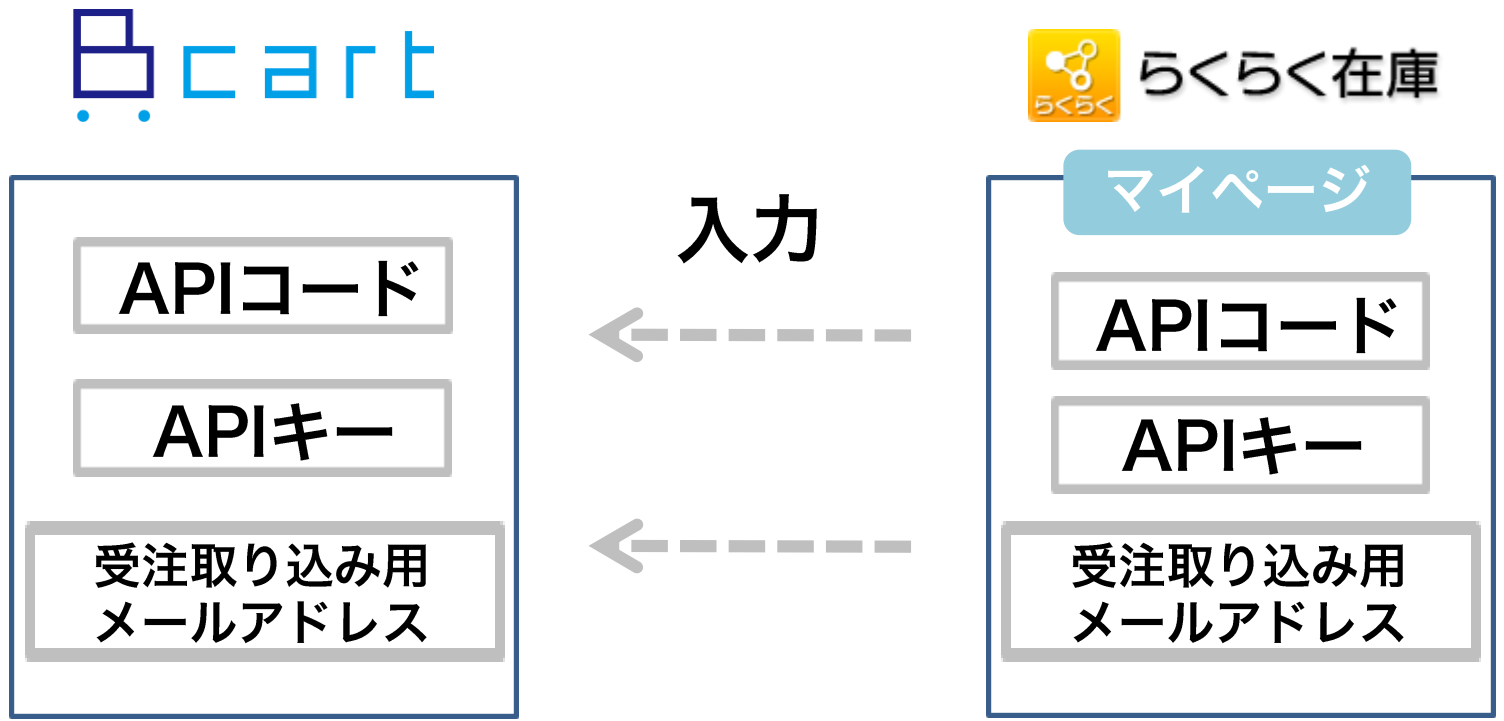 Bcart
APIコード
APIキー
受注取り込み用
メールアドレス
入力
らくらく
らくらく在庫
マイページ
APIコード
APIキー
受注取り込み用
メールアドレス